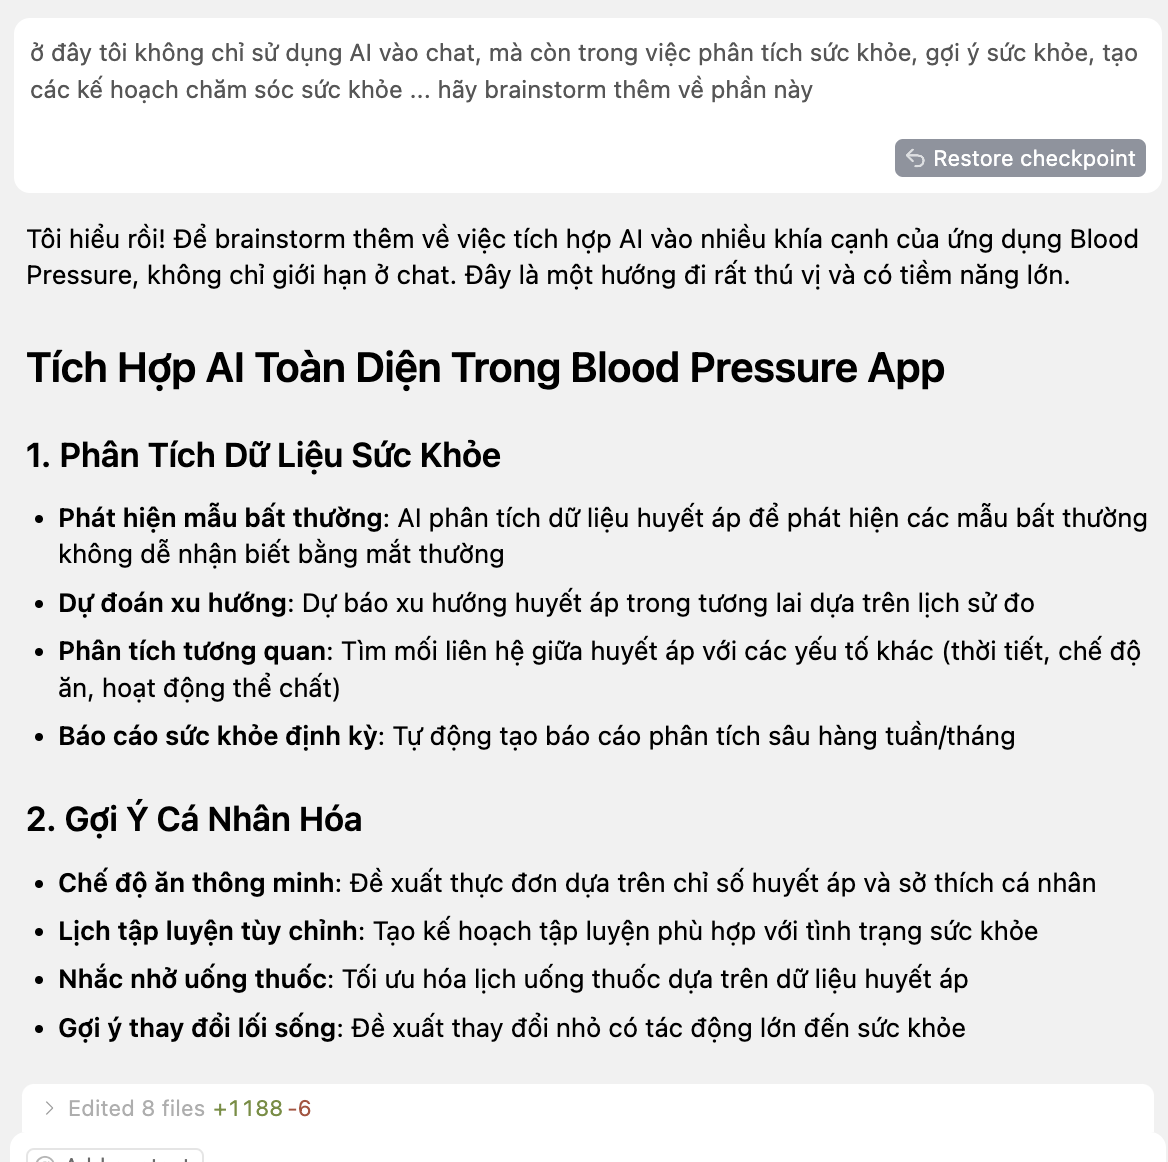 ở đây tôi không chỉ sử dụng AI vào chat, mà còn trong việc phân tích sức khỏe, gợi ý sức khỏe, tạo
các kế hoạch chăm sóc sức khỏe ... hãy brainstorm thêm về phần này
Restore checkpoint
Tôi hiểu rồi! Để brainstorm thêm về việc tích hợp AI vào nhiều khía cạnh của ứng dụng Blood
Pressure, không chỉ giới hạn ở chat. Đây là một hướng đi rất thú vị và có tiềm năng lớn.
Tích Hợp AI Toàn Diện Trong Blood Pressure App
1. Phân Tích Dữ Liệu Sức Khỏe
• Phát hiện mẫu bất thường: AI phân tích dữ liệu huyết áp để phát hiện các mẫu bất thường
không dễ nhận biết bằng mắt thường
• Dự đoán xu hướng: Dự báo xu hướng huyết áp trong tương lai dựa trên lịch sử đo
• Phân tích tương quan: Tìm mối liên hệ giữa huyết áp với các yếu tố khác (thời tiết, chế độ
ăn, hoạt động thể chất)
• Báo cáo sức khỏe định kỳ: Tự động tạo báo cáo phân tích sâu hàng tuần/tháng
2. Gợi Ý Cá Nhân Hóa
• Chế độ ăn thông minh: Đề xuất thực đơn dựa trên chỉ số huyết áp và sở thích cá nhân
• Lịch tập luyện tùy chỉnh: Tạo kế hoạch tập luyện phù hợp với tình trạng sức khỏe
• Nhắc nhở uống thuốc: Tối ưu hóa lịch uống thuốc dựa trên dữ liệu huyết áp
• Gợi ý thay đổi lối sống: Đề xuất thay đổi nhỏ có tác động lớn đến sức khỏe
Edited 8 files +1188 -6